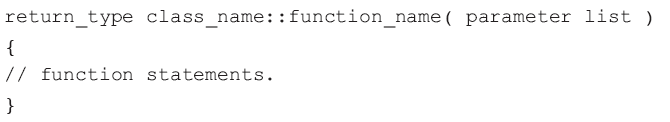 return_type class_name::function_name( parameter list )
{
// function statements.
}